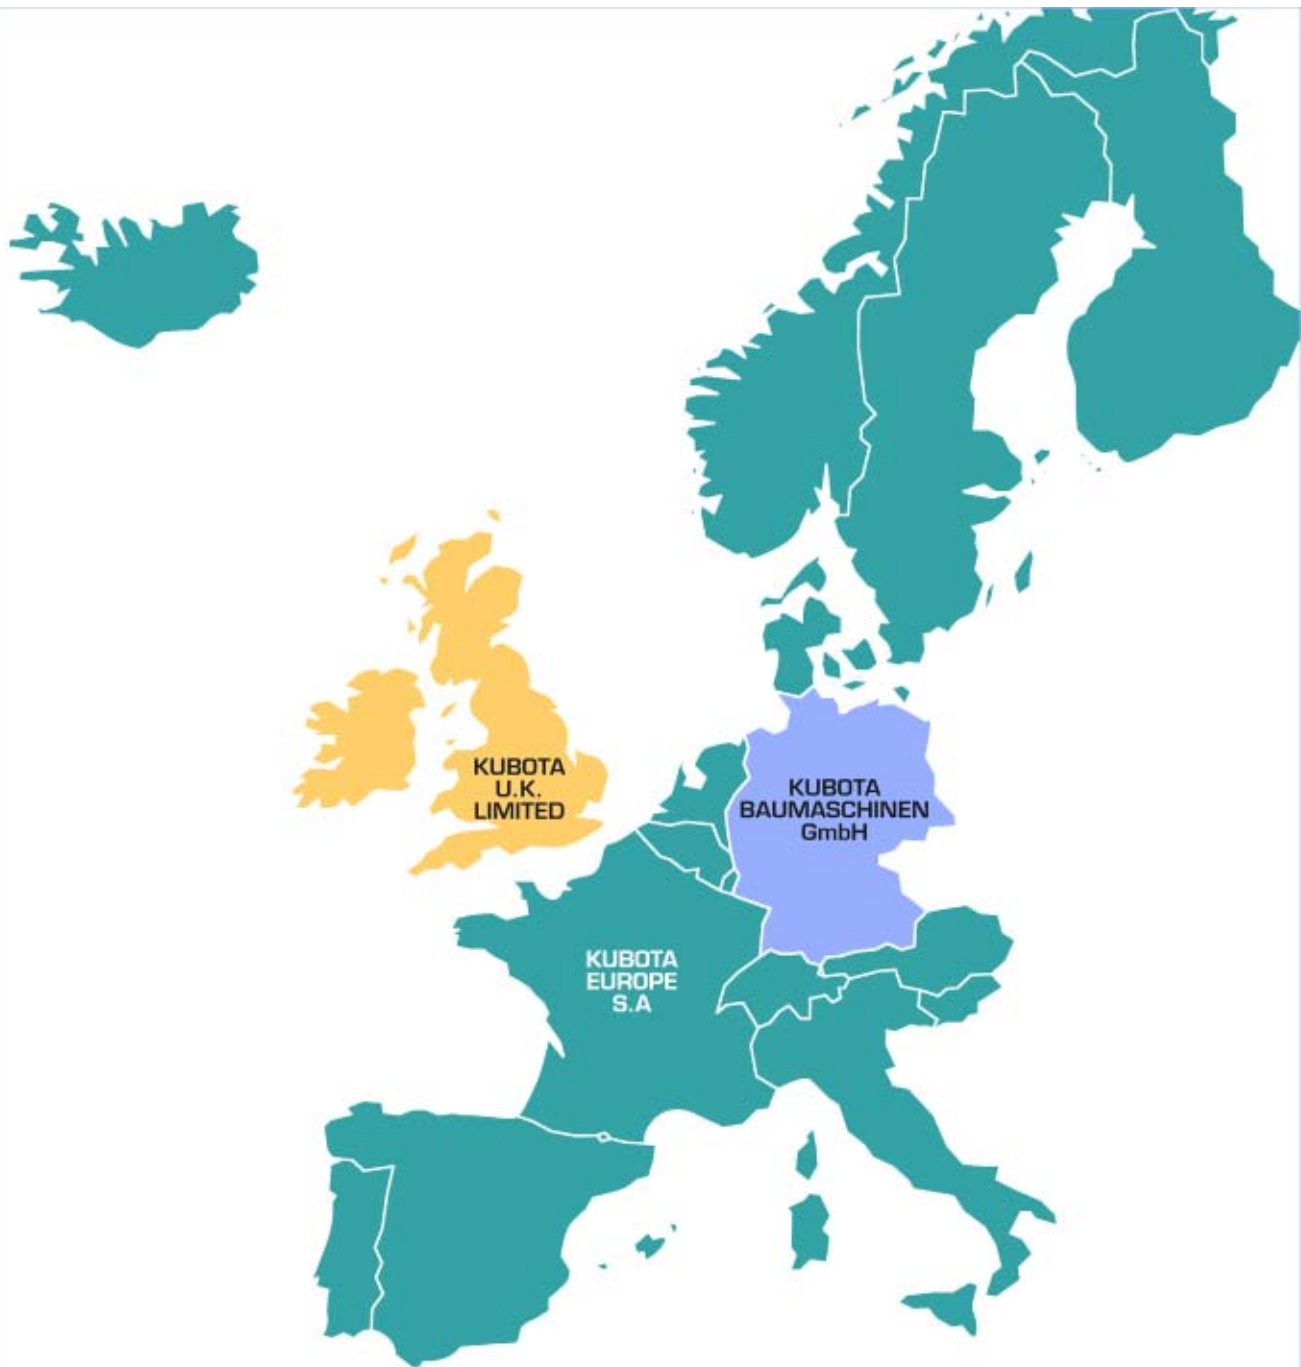 KUBOTA
U.K.
LIMITED
KUBOTA
BAUMASCHINEN
GmbH
KUBOTA
EUROPE
S.A